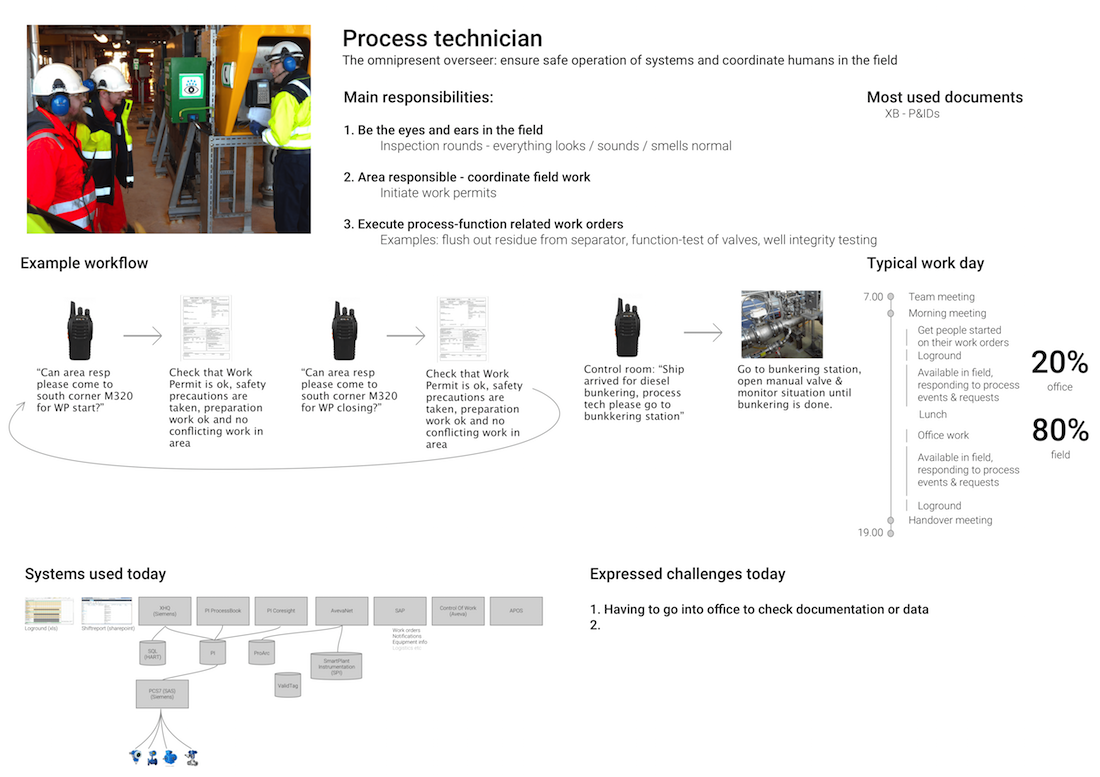 Process technician
The omnipresent overseer: ensure safe operation of systems and coordinate humans in the field
Main responsibilities:
1. Be the eyes and ears in the field
Inspection rounds - everything looks / sounds / smells normal
2. Area responsible - coordinate field work
Initiate work permits
3. Execute process-function related work orders
Examples: flush out residue from separator, function-test of valves, well integrity testing
Most used documents
XB - P&IDs
Example workflow
“Can area resp
please come to
south corner M320
for WP start?”
Check that Work
Permit is ok, safety
precautions are
taken, preparation
work ok and no
conflicting work in
area
“Can area resp
please come to
south corner M320
for WP closing?”
Check that Work
Permit is ok, safety
precautions are
taken, preparation
work ok and no
conflicting work in
area
Control room: “Ship
arrived for diesel
bunkering, process
tech please go to
bunkkering station”
Go to bunkering station,
open manual valve &
monitor situation until
bunkering is done.
Typical work day
7.00
Team meeting
Morning meeting
Get people started
on their work orders
Loground
Available in field,
responding to process
events & requests
Lunch
Office work
Available in field,
responding to process
events & requests
Loground
Handover meeting
19.00
20%
office
80%
field
Systems used today
Loground (xls)
Shiftreport (sharepoint)
RHQ
(Siemens)
PI ProcessBook
PI Coresight
AvevaNet
SAP
Control Of Work
(Aveva)
APOS
Work orders
Notifications
Equipment info
Logistics etc
SQL
(HART)
PI
ProArc
SmartPlant
Instrumentation
(SPI)
ValidTag
PCS7 (SAS)
(Siemens)
Expressed challenges today
1. Having to go into office to check documentation or data
2.